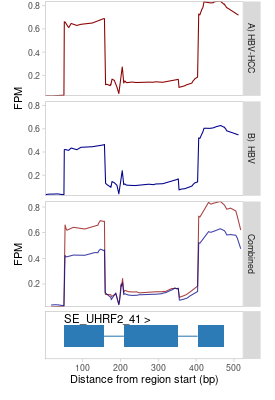 0.8
0.6
0.4
0.2
FPM
A) HBV-HCC
0.8
0.6
0.4
0.2
B) HBV
0.8
0.6
0.4
0.2
FPM
Combined
SE_UHRF2_41 >
0 100 200 300 400 500
Distance from region start (bp)